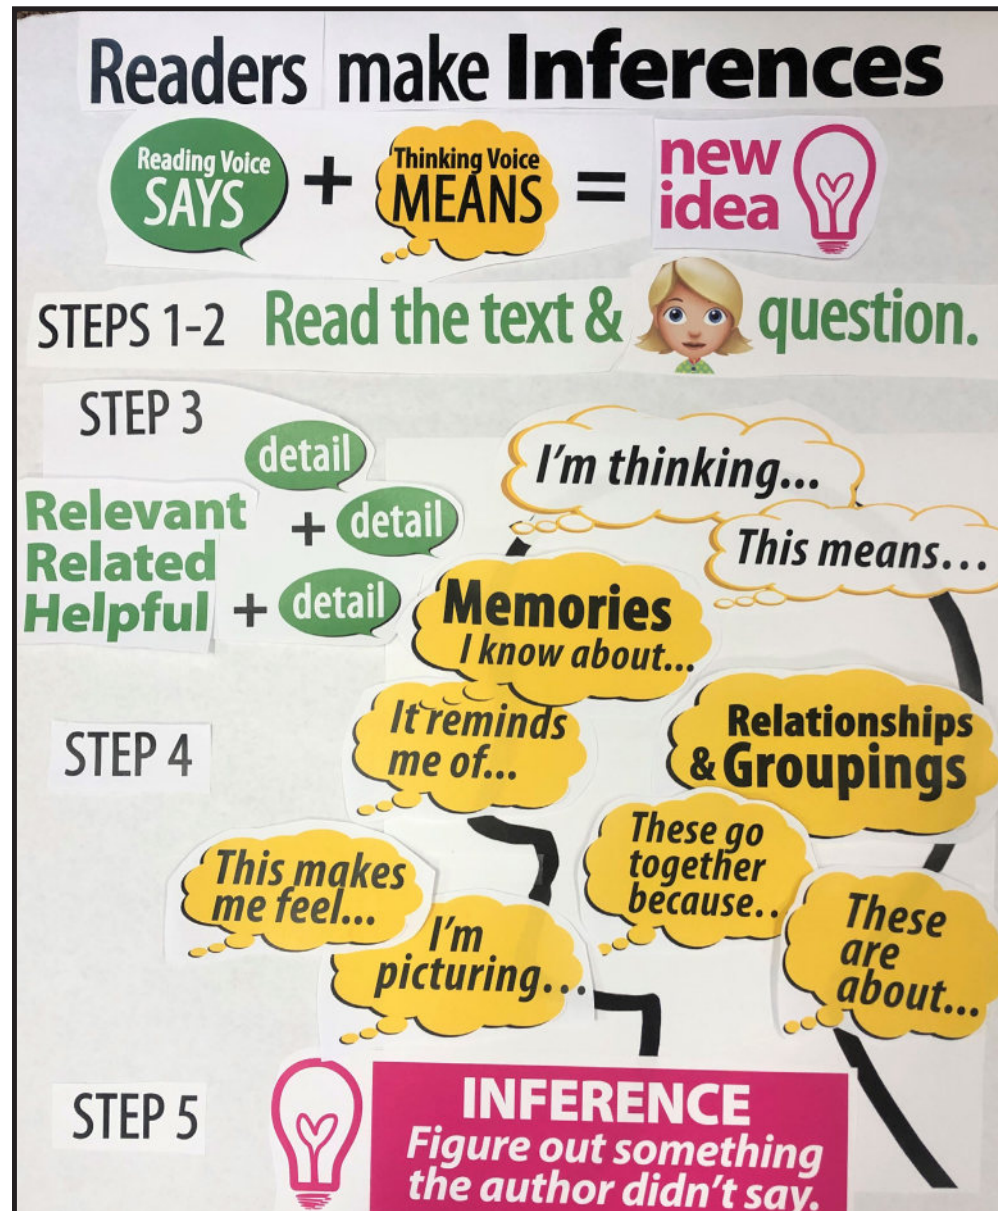 Readers make Inferences
Reading Voice
SAYS
+
Thinking Voice
MEANS
=
new
idea
STEPS 1-2 Read the text & question.
STEP 3
detail
Relevant
Related
Helpful
+ detail
+ detail
I'm thinking...
This means...
Memories
I know about...
STEP 4
It reminds
me of...
Relationships
& Groupings
This makes
me feel...
I'm
picturing...
These go
together
because..
These
are
about...
STEP 5
INFERENCE
Figure out something
the author didn't say.